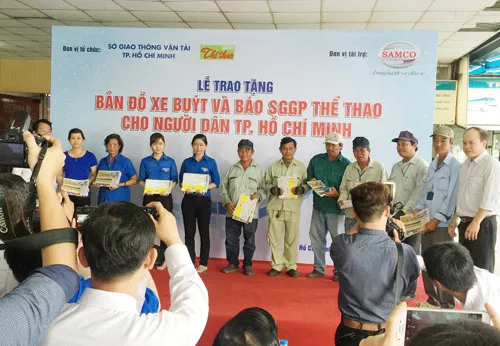 Đơn vị tổ chức:
SỞ GIAO THÔNG VẬN TẢI
TP. HỒ CHÍ MINH
Thể thao
Đơn vị tài trợ:
SAMCO
LỄ TRAO TẶNG
BẢN ĐỒ XE BUÝT VÀ BÁO SGGP THỂ THAO
CHO NGƯỜI DÂN TP. HỒ CHÍ MINH
Canon